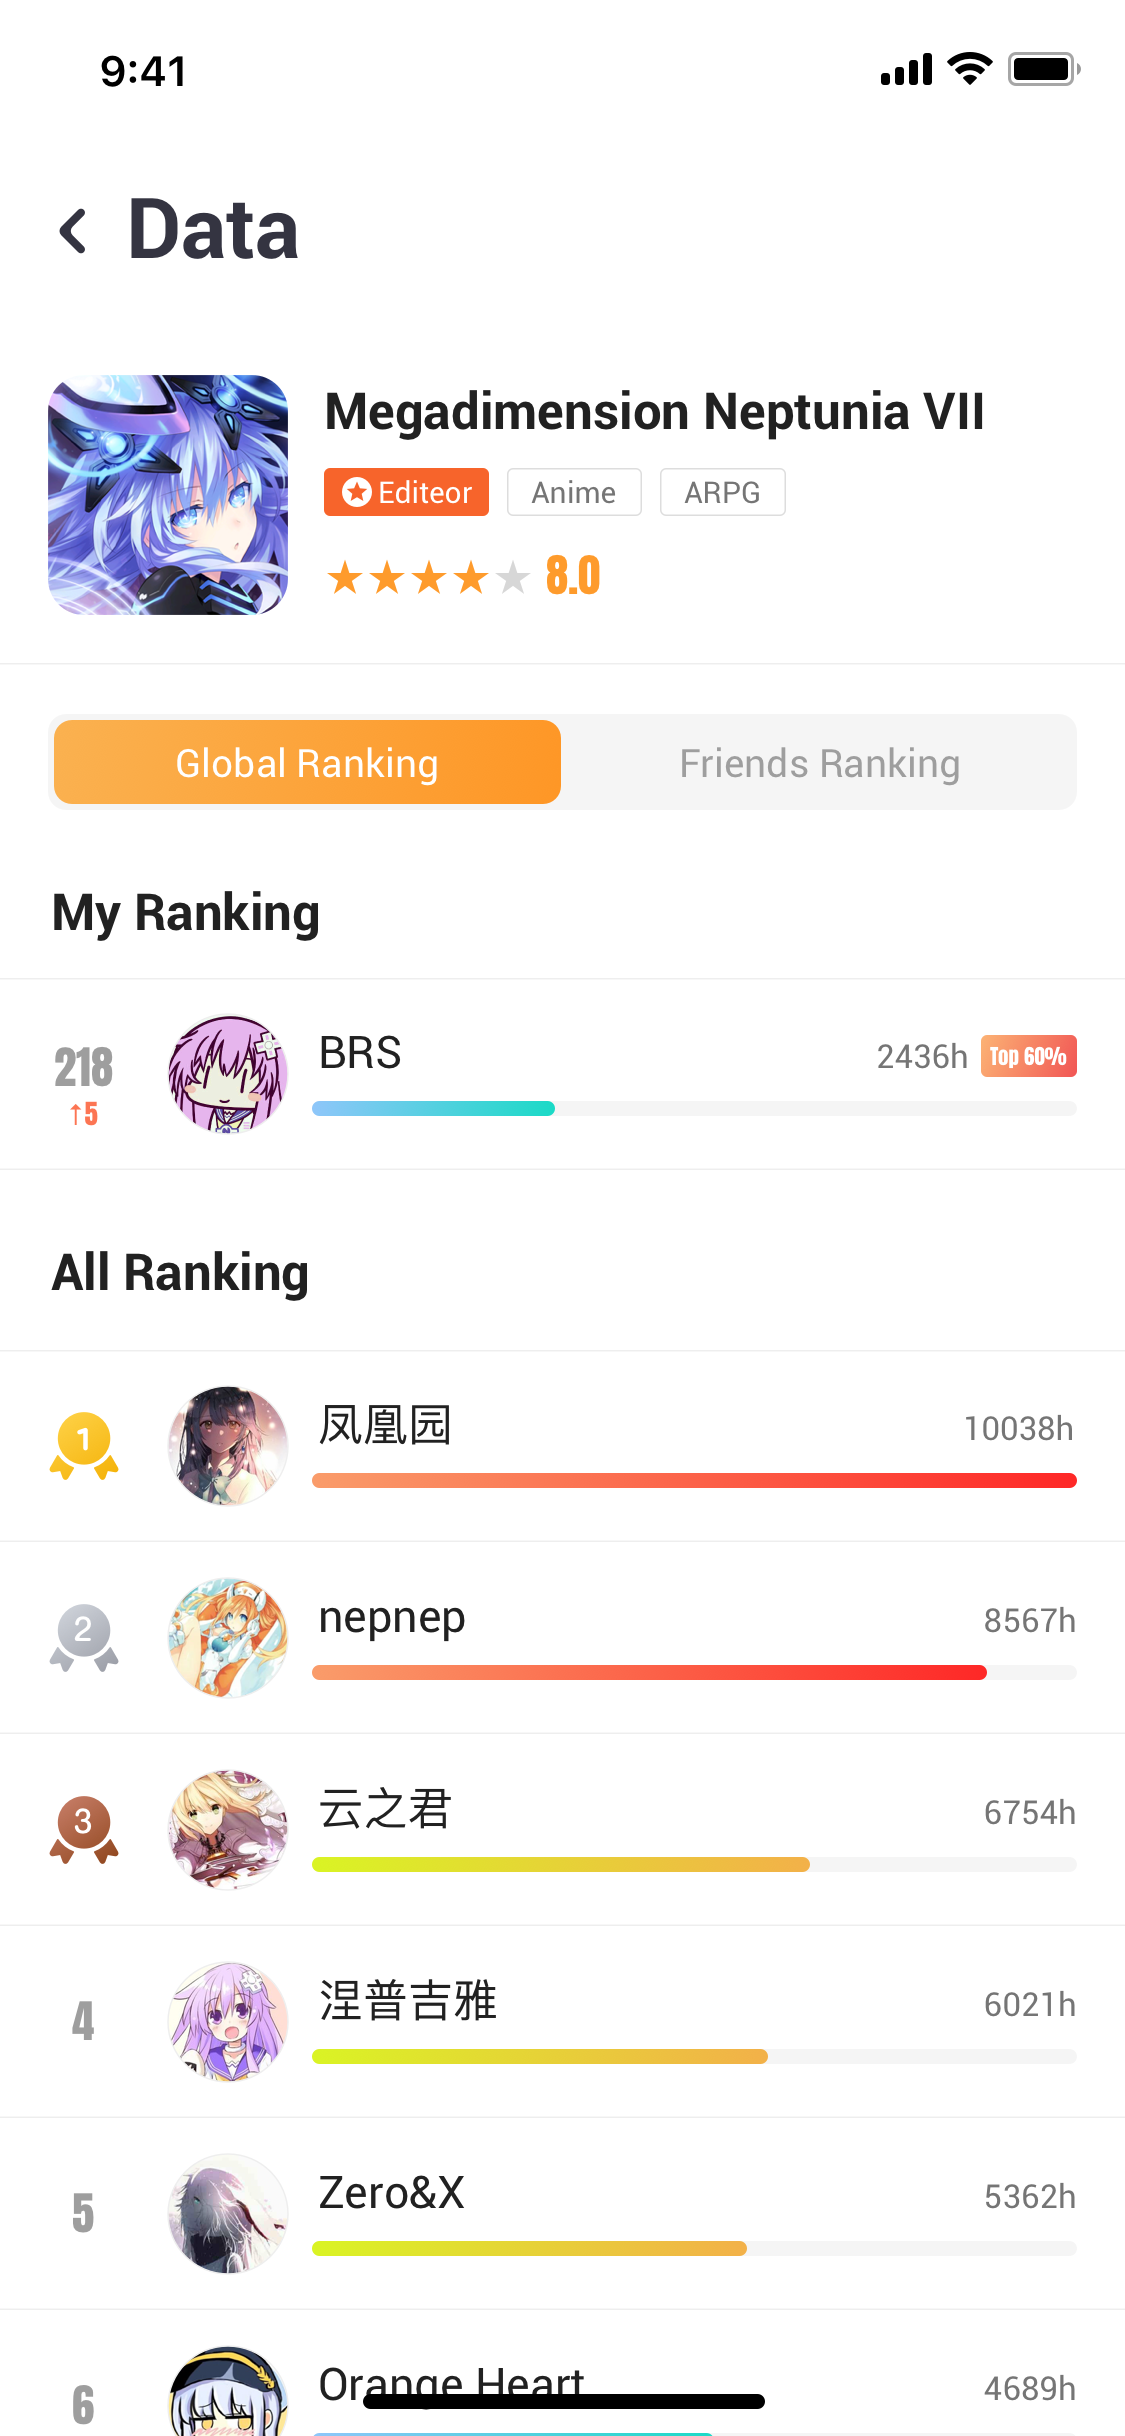 9:41
Data
Megadimension Neptunia VII
Editeor Anime ARPG
8.0
Global Ranking Friends Ranking
My Ranking
218 BRS 2436h Top 60%
↑5
All Ranking
1 凤凰园 10038h
2 nepnep 8567h
3 云之君 6754h
4 涅普吉雅 6021h
5 Zero&X 5362h
6 Orange Heart 4689h